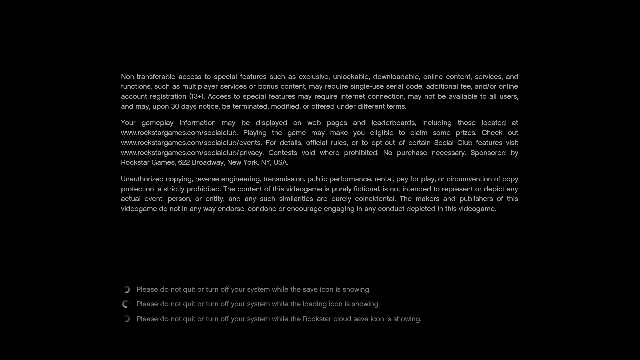 Non transferable access to special features such as exclusive, unlockable, downloadable, online content, services, and
functions, such as multiplayer services or bonus content, may require single-use serial code, additional fee, and/or online
account registration (13+). Access to special features may require internet connection, may not be available to all users,
and may, upon 30 days notice, be terminated, modified, or offered under different terms.
Your gameplay information may be displayed on web pages and leaderboards, including those located at
www.rockstargames.com/socialclub. Playing the game may make you eligible to claim some prizes. Check out
www.rockstargames.com/socialclub/events. For details, official rules, or to opt out of certain Social Club features visit
www.rockstargames.com/socialclub/privacy. Contests void where prohibited. No purchase necessary. Sponsored by
Rockstar Games, 622 Broadway, New York, NY, USA.
Unauthorized copying, reverse engineering, transmission, public performance, rental, pay for play, or circumvention of copy
protection is strictly prohibited. The content of this videogame is purely fictional, is not intended to represent or depict any
actual event, person, or entity, and any such similarities are purely coincidental. The makers and publishers of this
videogame do not in any way endorse, condone or encourage engaging in any conduct depicted in this videogame.
Please do not quit or turn off your system while the save icon is showing.
Please do not quit or turn off your system while the loading icon is showing.
Please do not quit or turn off your system while the Rockstar cloud save icon is showing.